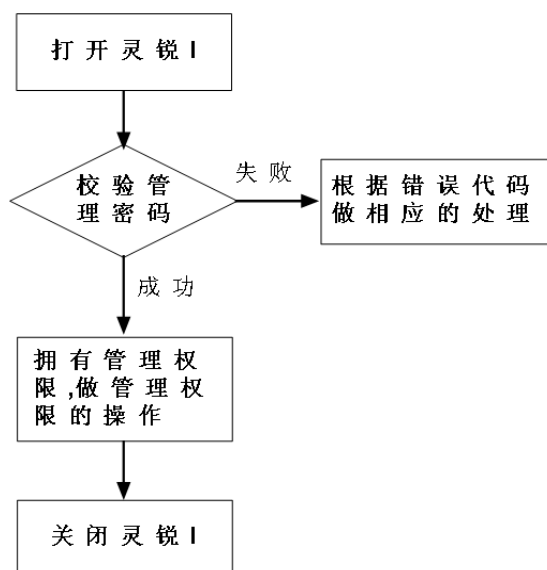 打开灵锐I
校验管
理密码
失败
根据错误代码
做相应的处理
成功
拥有管理权
限,做管理权
限的操作
关闭灵锐I